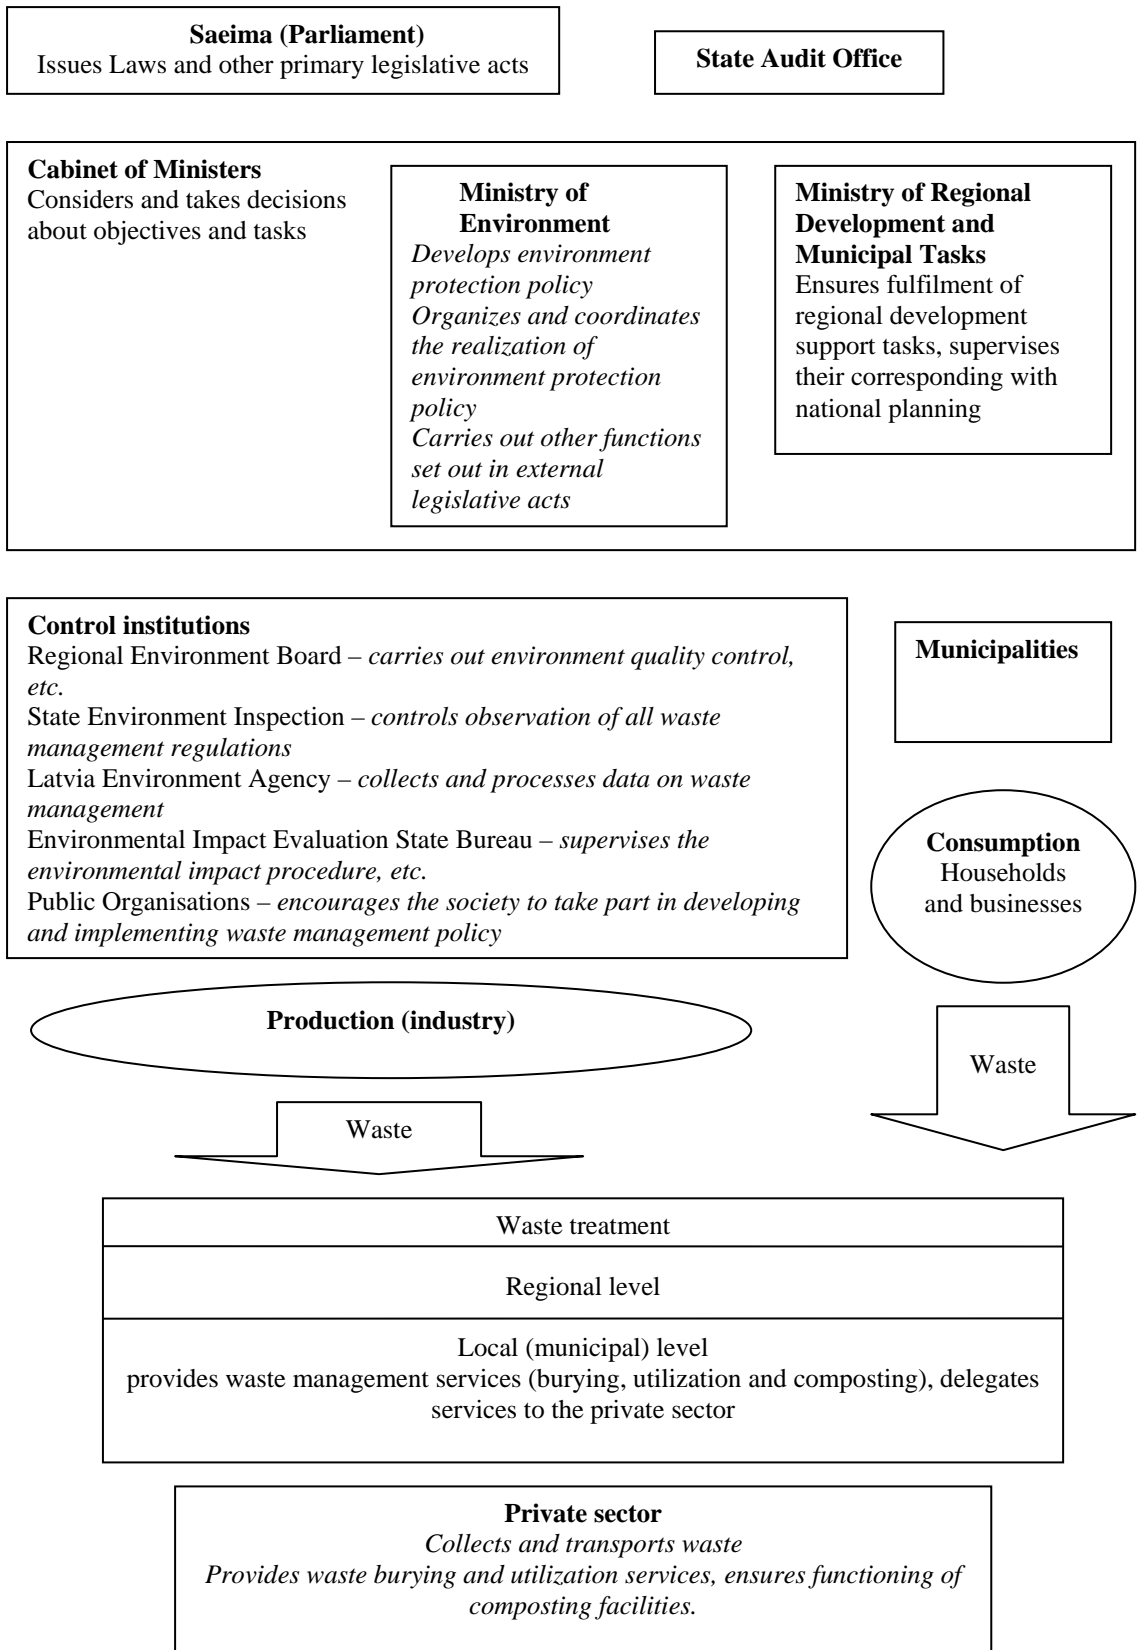 Saeima (Parliament)
Issues Laws and other primary legislative acts
State Audit Office
Cabinet of Ministers
Considers and takes decisions
about objectives and tasks
Ministry of
Environment
Develops environment
protection policy
Organizes and coordinates
the realization of
environment protection
policy
Carries out other functions
set out in external
legislative acts
Ministry of Regional
Development and
Municipal Tasks
Ensures fulfilment of
regional development
support tasks, supervises
their corresponding with
national planning
Control institutions
Regional Environment Board – carries out environment quality control,
etc.
State Environment Inspection – controls observation of all waste
management regulations
Latvia Environment Agency – collects and processes data on waste
management
Environmental Impact Evaluation State Bureau – supervises the
environmental impact procedure, etc.
Public Organisations – encourages the society to take part in developing
and implementing waste management policy
Municipalities
Consumption
Households
and businesses
Production (industry)
Waste
Waste
Waste treatment
Regional level
Local (municipal) level
provides waste management services (burying, utilization and composting), delegates
services to the private sector
Private sector
Collects and transports waste
Provides waste burying and utilization services, ensures functioning of
composting facilities.